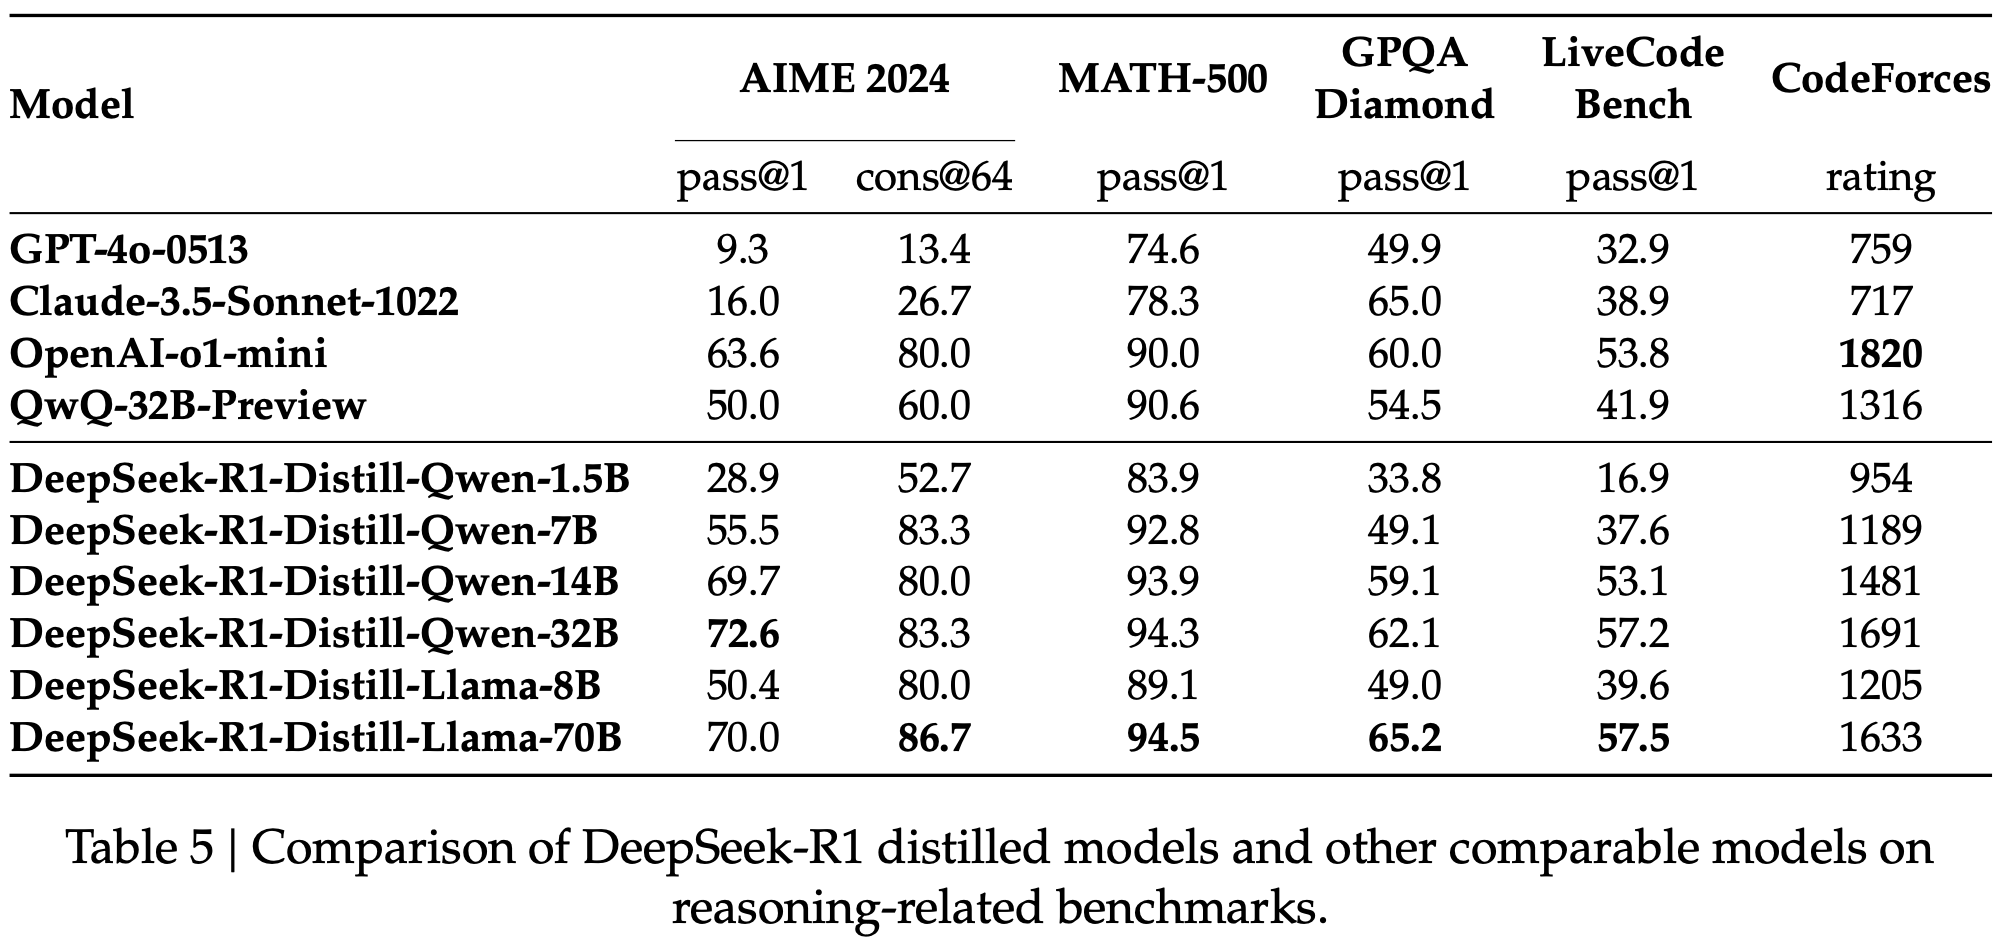 Model AIME 2024 MATH-500 GPQA Diamond LiveCode Bench CodeForces
pass@1 cons@64 pass@1 pass@1 pass@1 rating
GPT-4o-0513 9.3 13.4 74.6 49.9 32.9 759
Claude-3.5-Sonnet-1022 16.0 26.7 78.3 65.0 38.9 717
OpenAI-o1-mini 63.6 80.0 90.0 60.0 53.8 1820
QwQ-32B-Preview 50.0 60.0 90.6 54.5 41.9 1316
DeepSeek-R1-Distill-Qwen-1.5B 28.9 52.7 83.9 33.8 16.9 954
DeepSeek-R1-Distill-Qwen-7B 55.5 83.3 92.8 49.1 37.6 1189
DeepSeek-R1-Distill-Qwen-14B 69.7 80.0 93.9 59.1 53.1 1481
DeepSeek-R1-Distill-Qwen-32B 72.6 83.3 94.3 62.1 57.2 1691
DeepSeek-R1-Distill-Llama-8B 50.4 80.0 89.1 49.0 39.6 1205
DeepSeek-R1-Distill-Llama-70B 70.0 86.7 94.5 65.2 57.5 1633
Table 5 | Comparison of DeepSeek-R1 distilled models and other comparable models on
reasoning-related benchmarks.